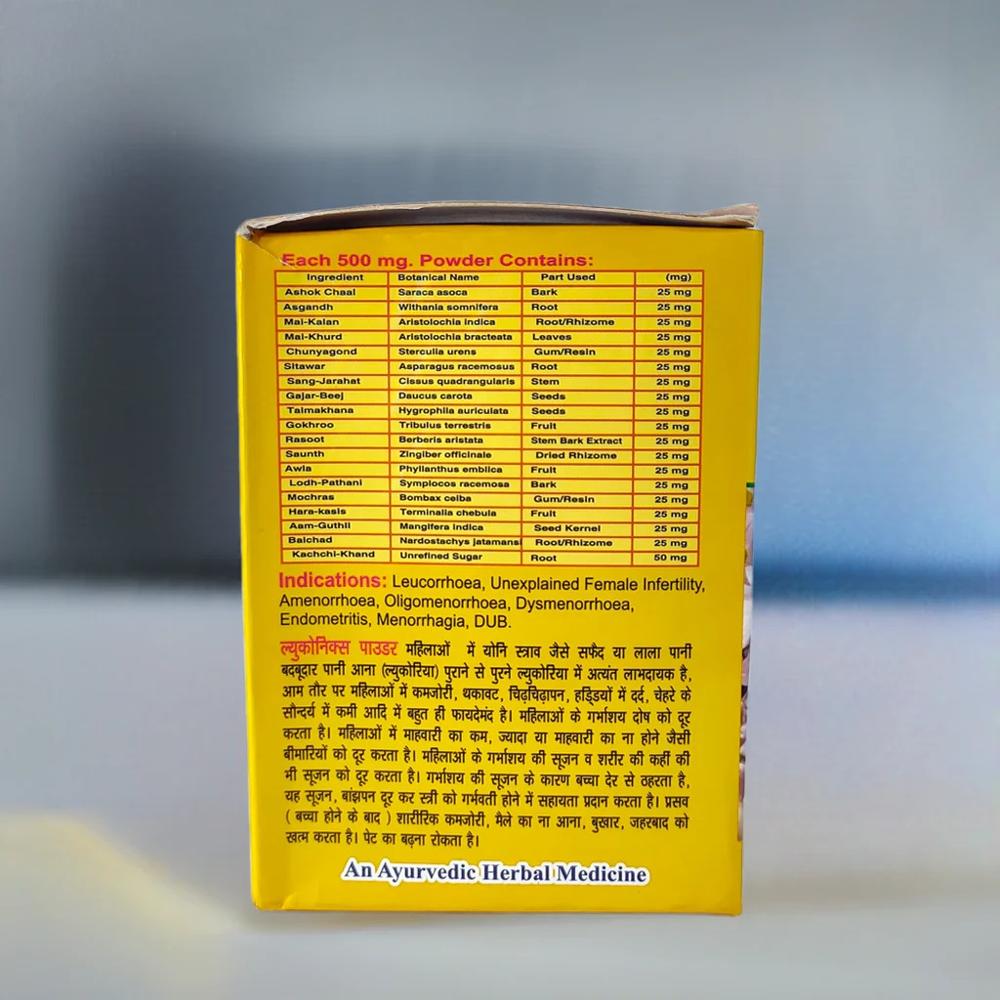 Each 500 mg. Powder Contains:
Ingredient Botanical Name Part Used (mg)
Ashok Chaal Saraca asoca Bark 25 mg
Asgandh Withania somnifera Root 25 mg
Mai-Kalan Aristolochia indica Root/Rhizome 25 mg
Mai-Khurd Aristolochia bracteata Leaves 25 mg
Chunyagond Sterculia urens Gum/Resin 25 mg
Sitawar Asparagus racemosus Root 25 mg
Sang-Jarahat Cissus quadrangularis Stem 25 mg
Gajar-Beej Daucus carota Seeds 25 mg
Talmakhana Hygrophila auriculata Seeds 25 mg
Gokhroo Tribulus terrestris Fruit 25 mg
Rasoot Berberis aristata Stem Bark Extract 25 mg
Saunth Zingiber officinale Dried Rhizome 25 mg
Awla Phyllanthus emblica Fruit 25 mg
Lodh-Pathani Symplocos racemosa Bark 25 mg
Mochras Bombax ceiba Gum/Resin 25 mg
Hara-kasis Terminalia chebula Fruit 25 mg
Aam-Guthli Mangifera indica Seed Kernel 25 mg
Balchad Nardostachys jatamansi Root/Rhizome 25 mg
Kachchi-Khand Unrefined Sugar Root 50 mg
Indications: Leucorrhoea, Unexplained Female Infertility,
Amenorrhoea, Oligomenorrhoea, Dysmenorrhoea,
Endometritis, Menorrhagia, DUB.
ल्युकोनिक्स पाउडर महिलाओं में योनि स्त्राव जैसे सफैद या लाला पानी
बदबूदार पानी आना (ल्युकोरिया) पुराने से पुरने ल्युकोरिया में अत्यंत लाभदायक है,
आम तौर पर महिलाओं में कमजोरी, थकावट, चिढ़चिढ़ापन, हड्डियों में दर्द, चेहरे के
सौन्दर्य में कमी आदि में बहुत ही फायदेमंद है। महिलाओं के गर्भाशय दोष को दूर
करता है। महिलाओं में माहवारी का कम, ज्यादा या माहवारी का ना होने जैसी
बीमारियों को दूर करता है। महिलाओं के गर्भाशय की सूजन व शरीर की कहीं की
भी सूजन को दूर करता है। गर्भाशय की सूजन के कारण बच्चा देर से ठहरता है,
यह सूजन, बांझपन दूर कर स्त्री को गर्भवती होने में सहायता प्रदान करता है। प्रसव
( बच्चा होने के बाद ) शारीरिक कमजोरी, मैले का ना आना, बुखार, जहरबाद को
खत्म करता है। पेट का बढ़ना रोकता है।
An Ayurvedic Herbal Medicine